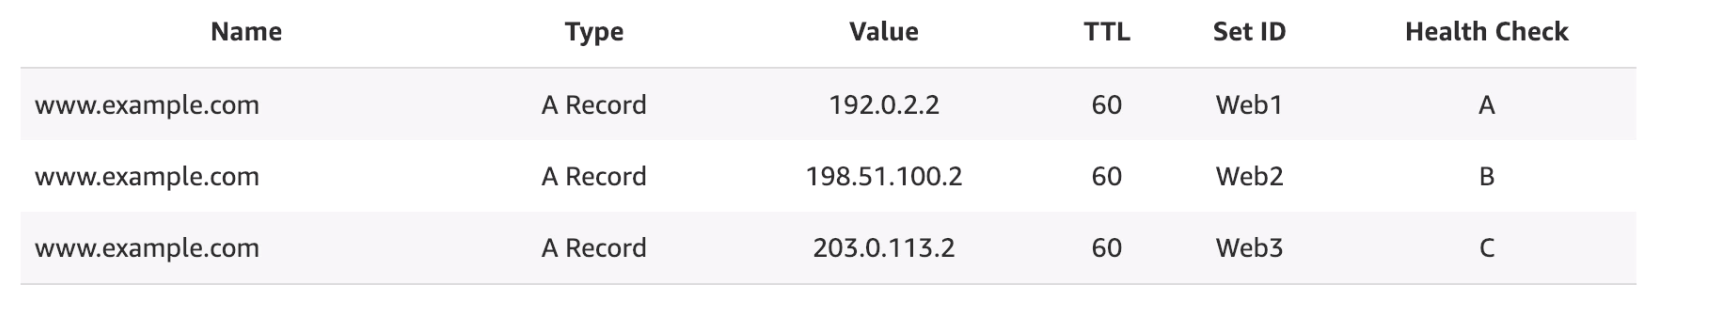 Name Type Value TTL Set ID Health Check
www.example.com A Record 192.0.2.2 60 Web1 A
www.example.com A Record 198.51.100.2 60 Web2 B
www.example.com A Record 203.0.113.2 60 Web3 C